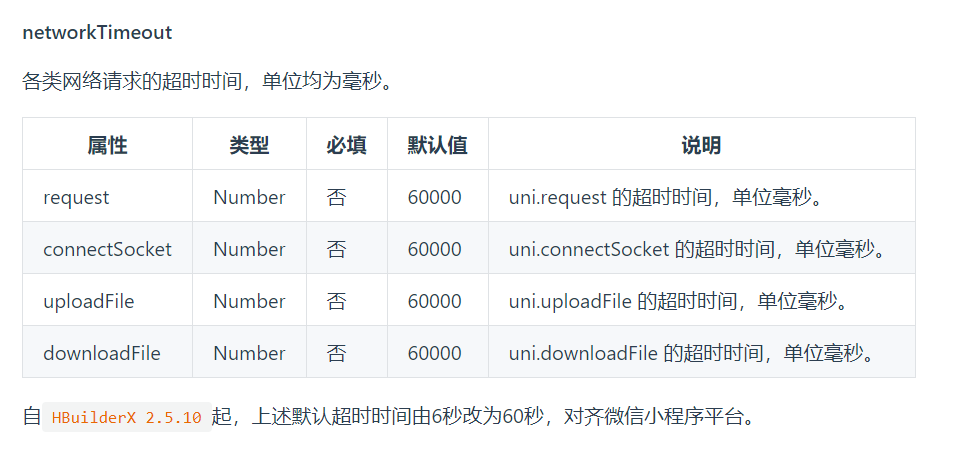 networkTimeout
各类网络请求的超时时间，单位均为毫秒。
属性 类型 必填 默认值 说明
request Number 否 60000 uni.request 的超时时间，单位毫秒。
connectSocket Number 否 60000 uni.connectSocket 的超时时间，单位毫秒。
uploadFile Number 否 60000 uni.uploadFile 的超时时间，单位毫秒。
downloadFile Number 否 60000 uni.downloadFile 的超时时间，单位毫秒。
自 HBuilderX 2.5.10 起，上述默认超时时间由6秒改为60秒，对齐微信小程序平台。